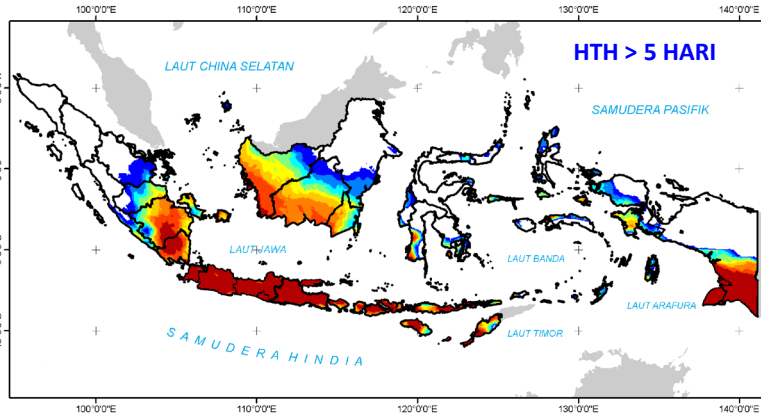 100°0'0"E 110°0'0"E 120°0'0"E 130°0'0"E 140°0'0"E
HTH > 5 HARI
LAUT CHINA SELATAN
SAMUDERA PASIFIK
LAUT JAWA
LAUT BANDA
LAUT ARAFURA
LAUT TIMOR
SAMUDERA HINDIA
100°0'0"E 110°0'0"E 120°0'0"E 130°0'0"E 140°0'0"E